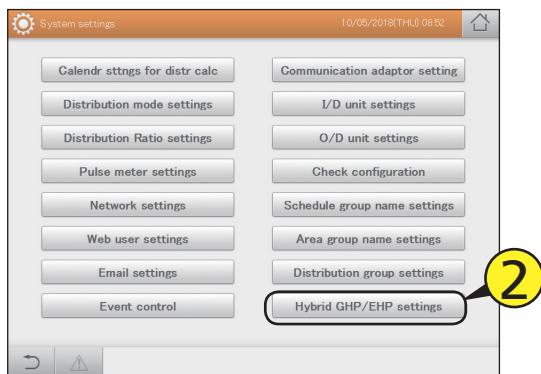 System settings
10/05/2018(THU) 08:52
Calendr sttngs for distr calc
Communication adaptor setting
Distribution mode settings
I/D unit settings
Distribution Ratio settings
O/D unit settings
Pulse meter settings
Check configuration
Network settings
Schedule group name settings
Web user settings
Area group name settings
Email settings
Distribution group settings
Event control
Hybrid GHP/EHP settings
2